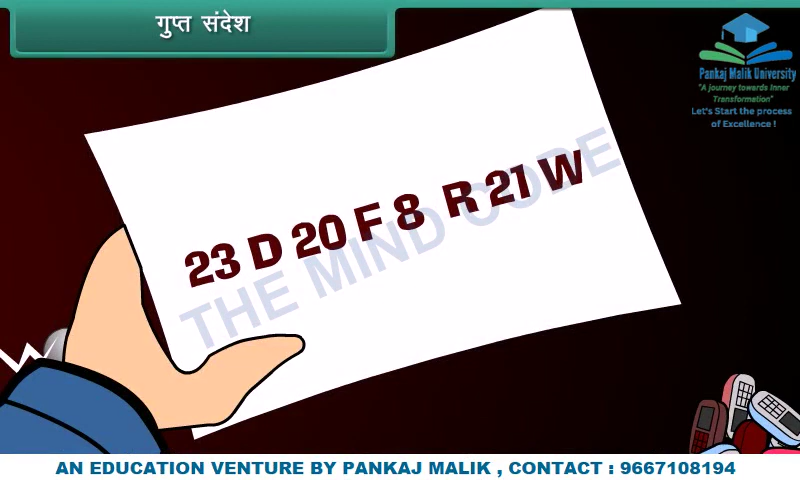 गुप्त संदेश
Pankaj Malik University
"A journey towards Inner
Transformation"
Let's Start the process
of Excellence !
23 D 20 F 8 R 21 W
THE MIND CODE
AN EDUCATION VENTURE BY PANKAJ MALIK , CONTACT : 9667108194